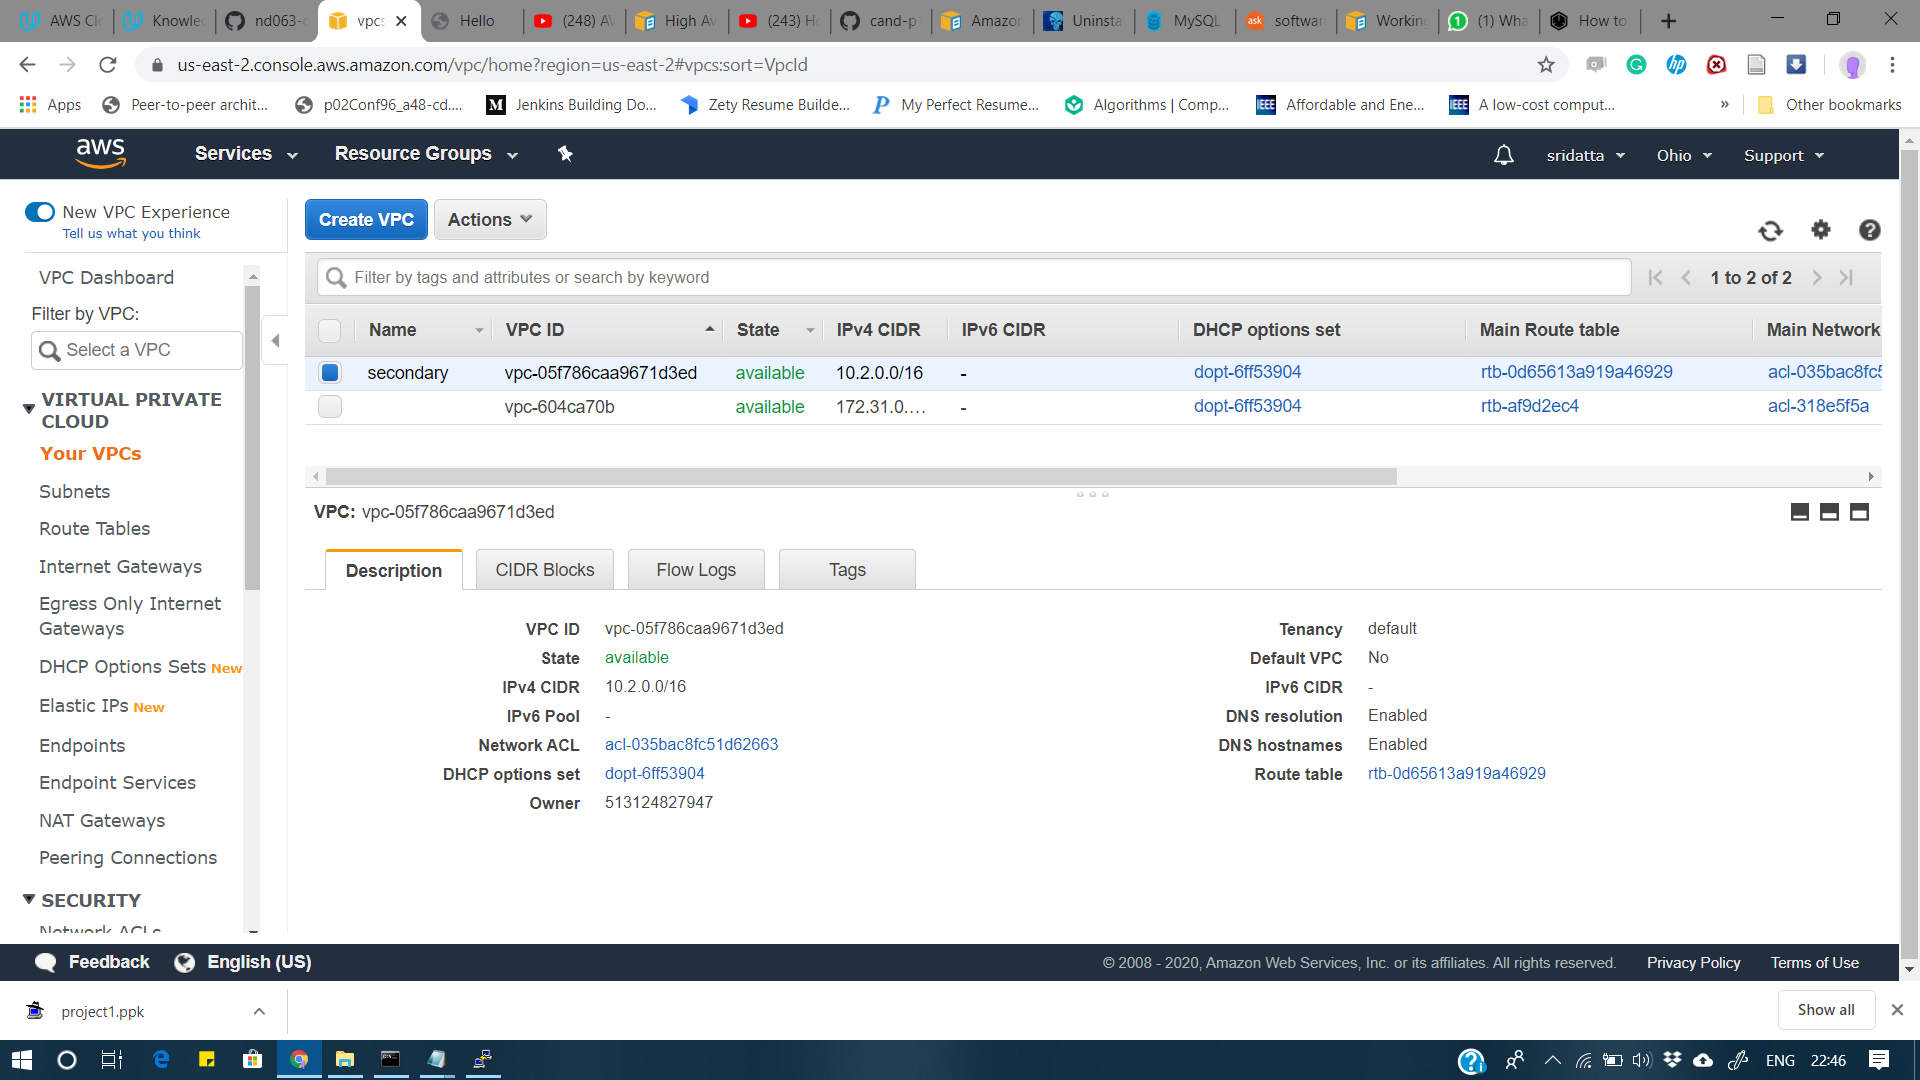 AWS Cl
Knowle
nd063-c
vpcs
Hello
(248) AW
High Av
(243) Ho
cand-p
Amazon
Uninsta
MySQL
softwar
Working
(1) Wha
How to
us-east-2.console.aws.amazon.com/vpc/home?region=us-east-2#vpcs:sort=VpcId
Apps
Peer-to-peer archit...
p02Conf96_a48-cd....
Jenkins Building Do...
Zety Resume Builde...
My Perfect Resume...
Algorithms | Comp...
Affordable and Ene...
A low-cost comput...
»
Other bookmarks
aws
Services
Resource Groups
sridatta
Ohio
Support
New VPC Experience
Tell us what you think
VPC Dashboard
Filter by VPC:
Select a VPC
VIRTUAL PRIVATE
CLOUD
Your VPCs
Subnets
Route Tables
Internet Gateways
Egress Only Internet
Gateways
DHCP Options Sets New
Elastic IPs New
Endpoints
Endpoint Services
NAT Gateways
Peering Connections
SECURITY
Network ACLs
Create VPC
Actions
Filter by tags and attributes or search by keyword
1 to 2 of 2
Name VPC ID State IPv4 CIDR IPv6 CIDR DHCP options set Main Route table Main Network
secondary vpc-05f786caa9671d3ed available 10.2.0.0/16 - dopt-6ff53904 rtb-0d65613a919a46929 acl-035bac8fc5
vpc-604ca70b available 172.31.0.… - dopt-6ff53904 rtb-af9d2ec4 acl-318e5f5a
VPC: vpc-05f786caa9671d3ed
Description
CIDR Blocks
Flow Logs
Tags
VPC ID vpc-05f786caa9671d3ed
State available
IPv4 CIDR 10.2.0.0/16
IPv6 Pool -
Network ACL acl-035bac8fc51d62663
DHCP options set dopt-6ff53904
Owner 513124827947
Tenancy default
Default VPC No
IPv6 CIDR -
DNS resolution Enabled
DNS hostnames Enabled
Route table rtb-0d65613a919a46929
Feedback
English (US)
© 2008 - 2020, Amazon Web Services, Inc. or its affiliates. All rights reserved.
Privacy Policy
Terms of Use
project1.ppk
Show all
ENG
22:46